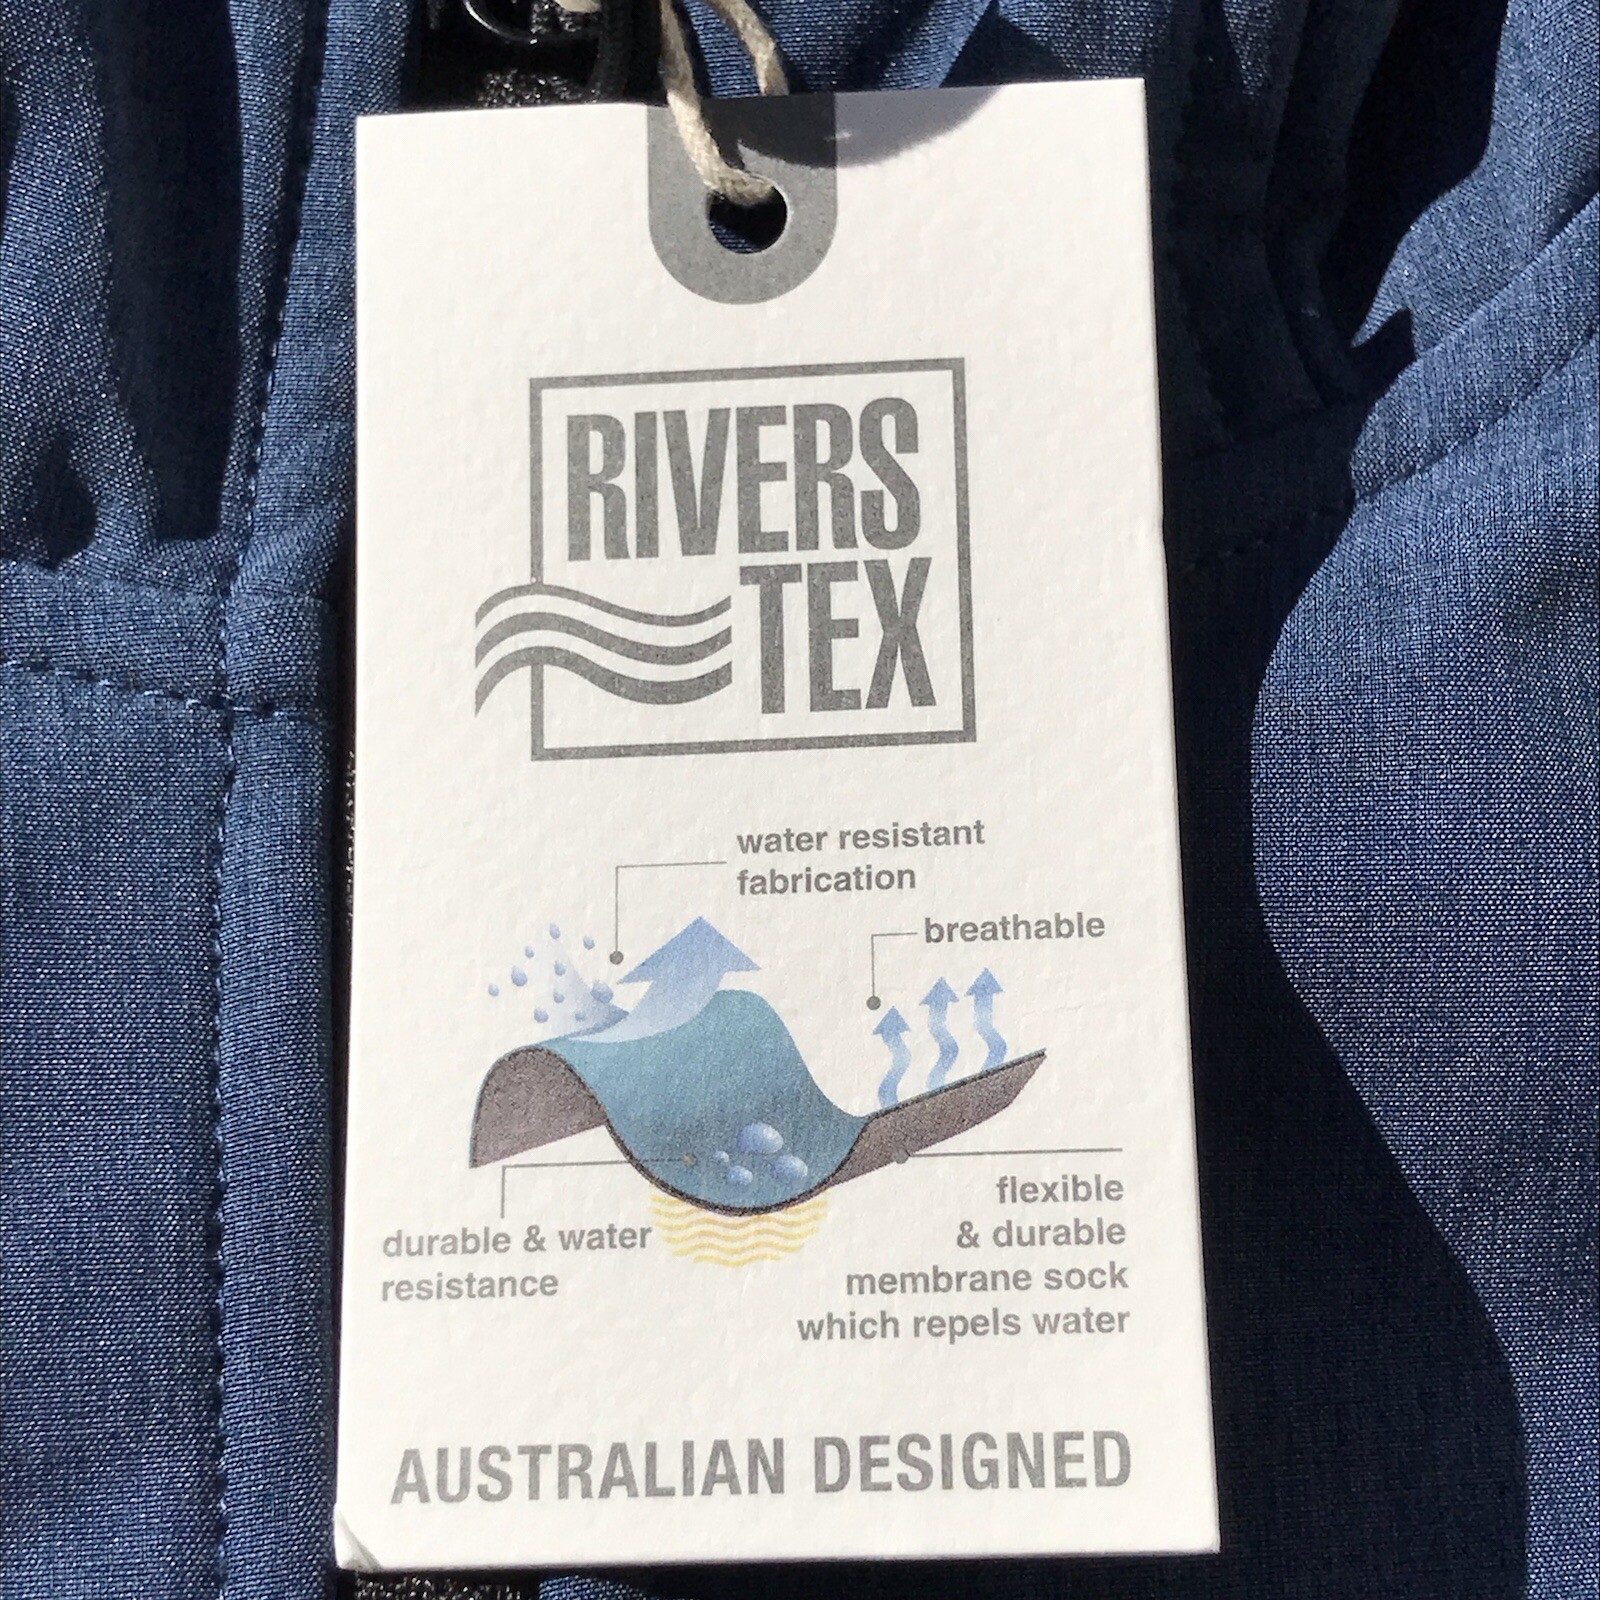 RIVERS
TEX
water resistant
fabrication
breathable
durable & water
resistance
flexible
& durable
membrane sock
which repels water
AUSTRALIAN DESIGNED